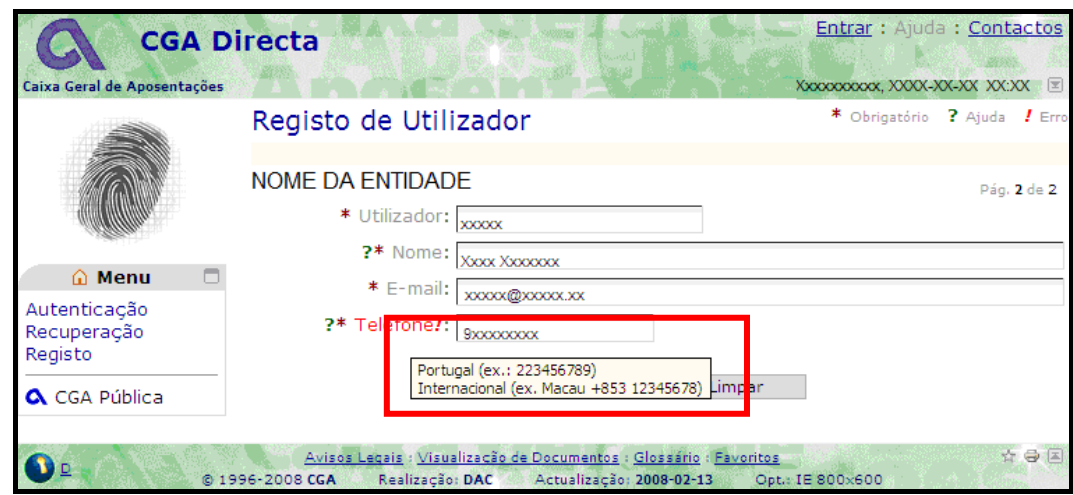 CGA Directa
Entrar : Ajuda : Contactos
Caixa Geral de Aposentações
Xxxxxxxxxx, XXXX-XX-XX XX:XX
Registo de Utilizador
* Obrigatório ? Ajuda ! Erro
NOME DA ENTIDADE
Pág. 2 de 2
* Utilizador: xxxxx
?* Nome: Xxxx Xxxxxxx
* E-mail: xxxxx@xxxxx.xx
?* Telefone!: 9xxxxxxxx
Portugal (ex.: 223456789)
Internacional (ex. Macau +853 12345678)
Limpar
Menu
Autenticação
Recuperação
Registo
CGA Pública
D
Avisos Legais : Visualização de Documentos : Glossário : Favoritos
© 1996-2008 CGA Realização: DAC Actualização: 2008-02-13 Opt.: IE 800x600